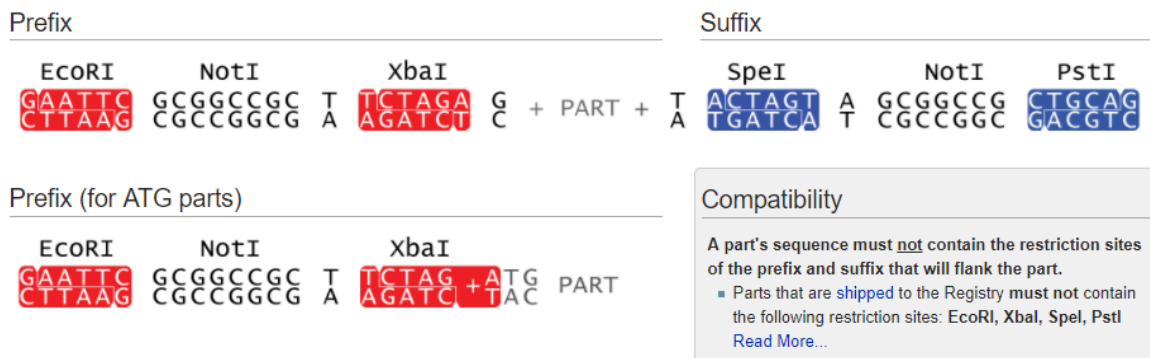 Prefix
EcoRI NotI XbaI
GAATTC GCGGCCGC T TCTAGA G + PART +
CTTAAG CGCCGGCG A AGATCT C
Suffix
SpeI NotI PstI
T ACTAGT A GCGGCCG CTGCAG
A TGATCA T CGCCGGC GACGTC
Prefix (for ATG parts)
EcoRI NotI XbaI
GAATTC GCGGCCGC T TCTAG + ATG PART
CTTAAG CGCCGGCG A AGATC TAC
Compatibility
A part's sequence must not contain the restriction sites
of the prefix and suffix that will flank the part.
Parts that are shipped to the Registry must not contain
the following restriction sites: EcoRI, XbaI, SpeI, PstI
Read More...